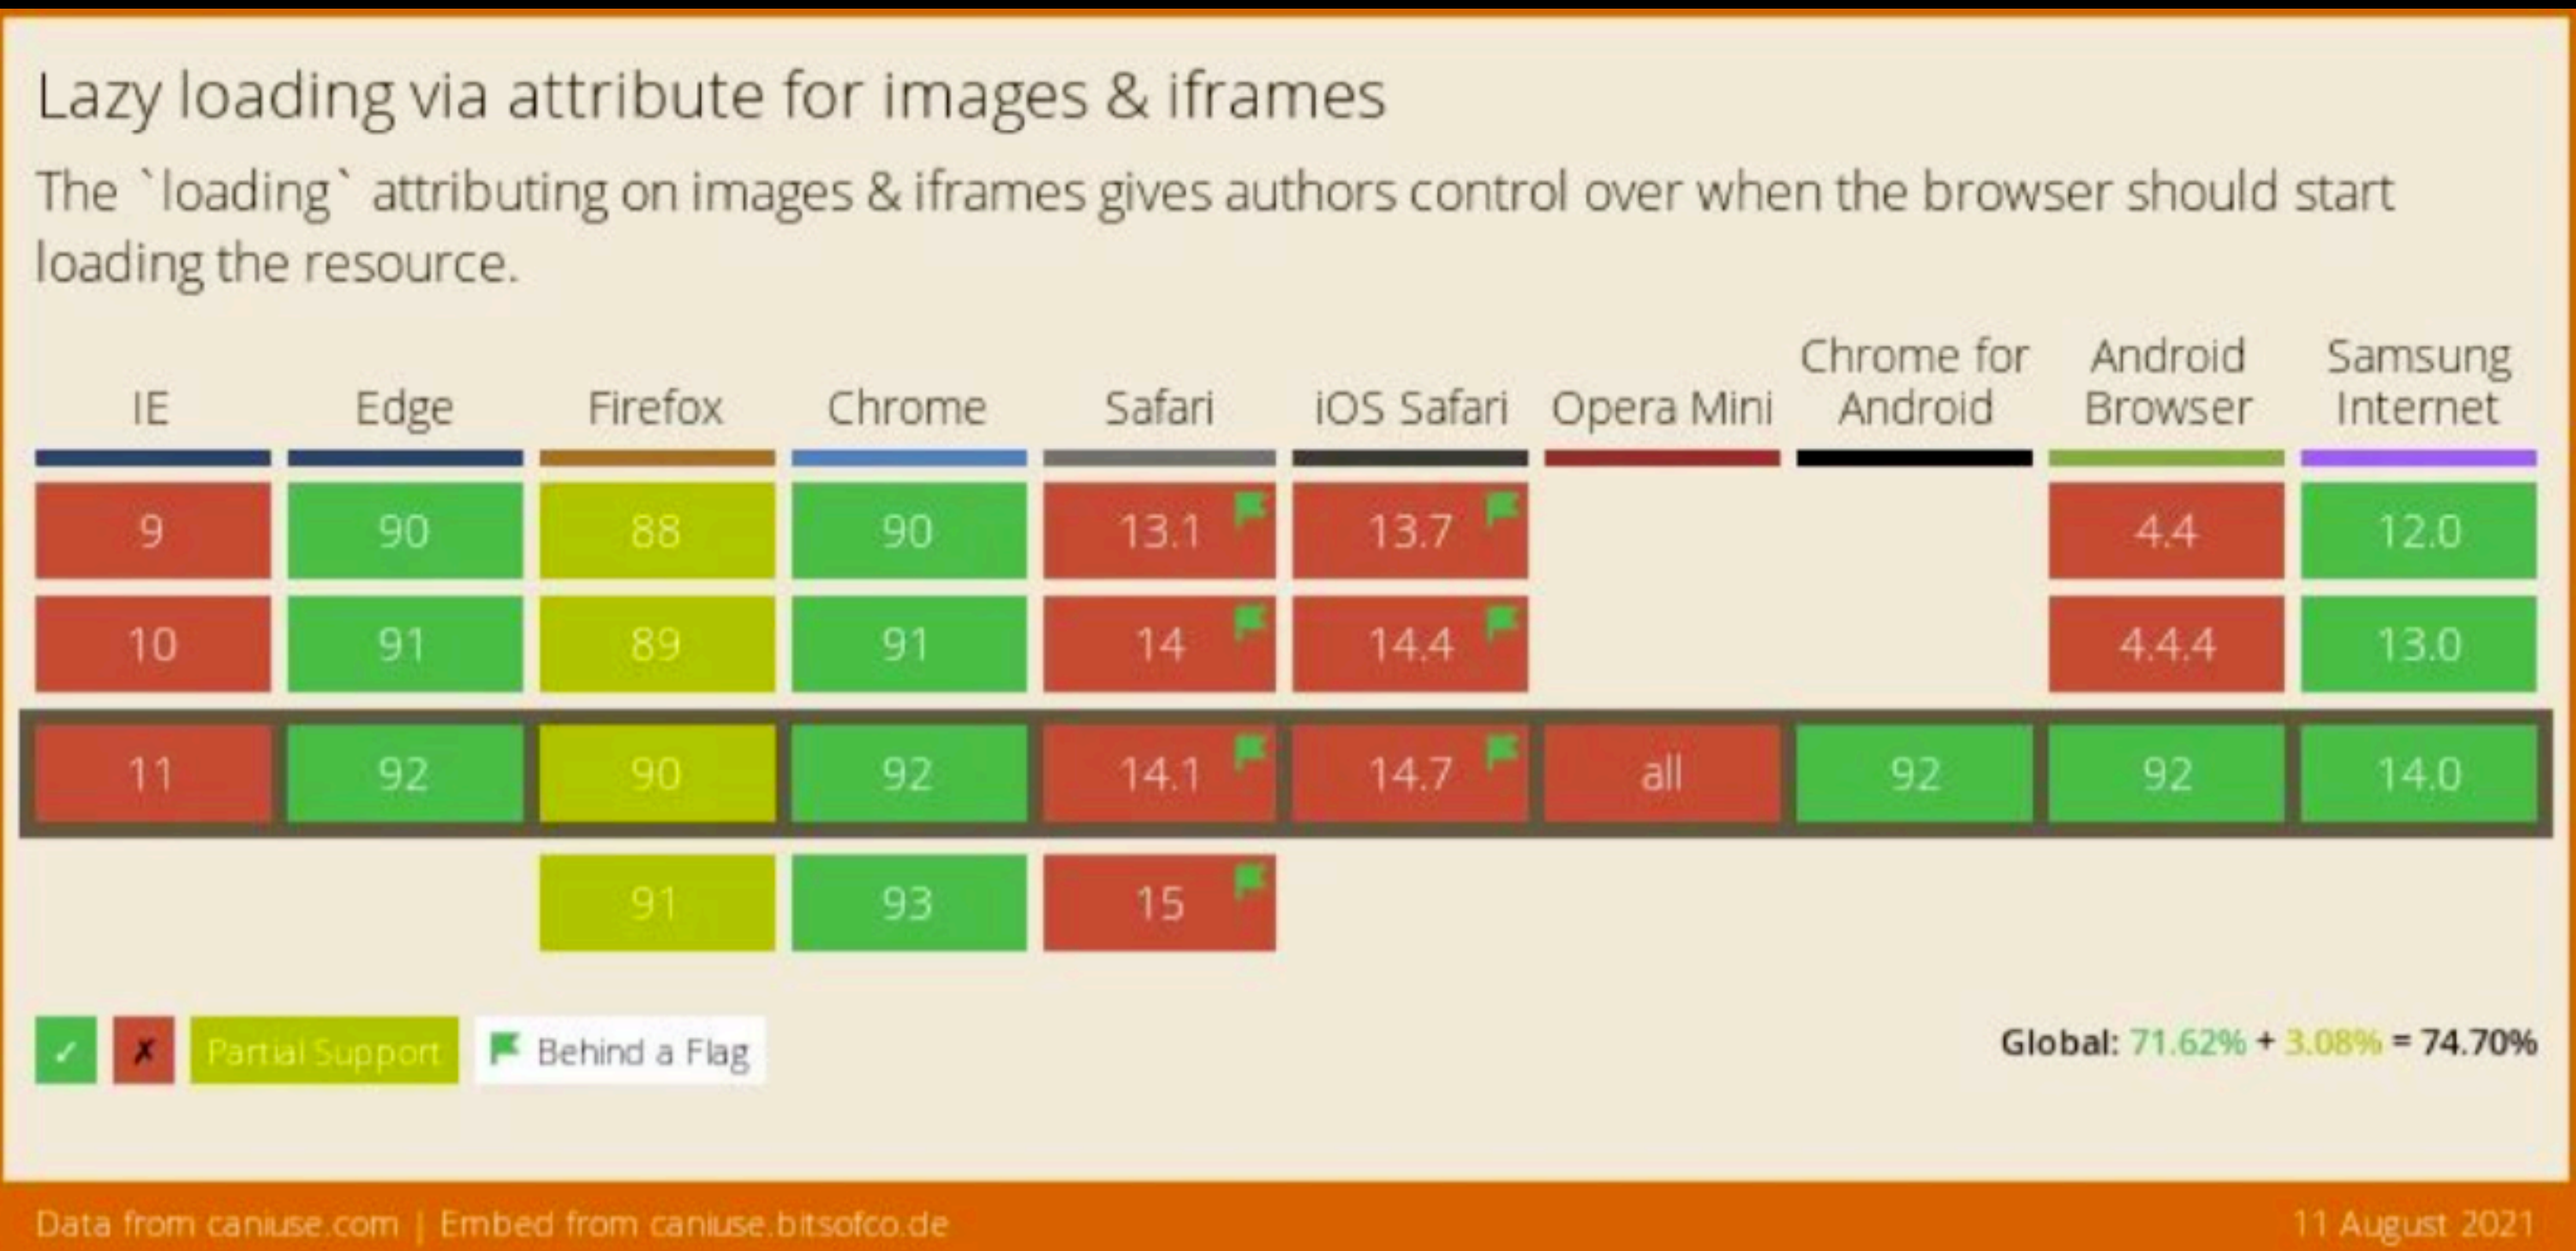 Lazy loading via attribute for images & iframes
The `loading` attributing on images & iframes gives authors control over when the browser should start
loading the resource.
IE Edge Firefox Chrome Safari iOS Safari Opera Mini Chrome for Android Android Browser Samsung Internet
9 90 88 90 13.1 13.7 4.4 12.0
10 91 89 91 14 14.4 4.4.4 13.0
11 92 90 92 14.1 14.7 all 92 92 14.0
91 93 15
✓ ✗ Partial Support Behind a Flag Global: 71.62% + 3.08% = 74.70%
Data from caniuse.com | Embed from caniuse.bitsofco.de 11 August 2021